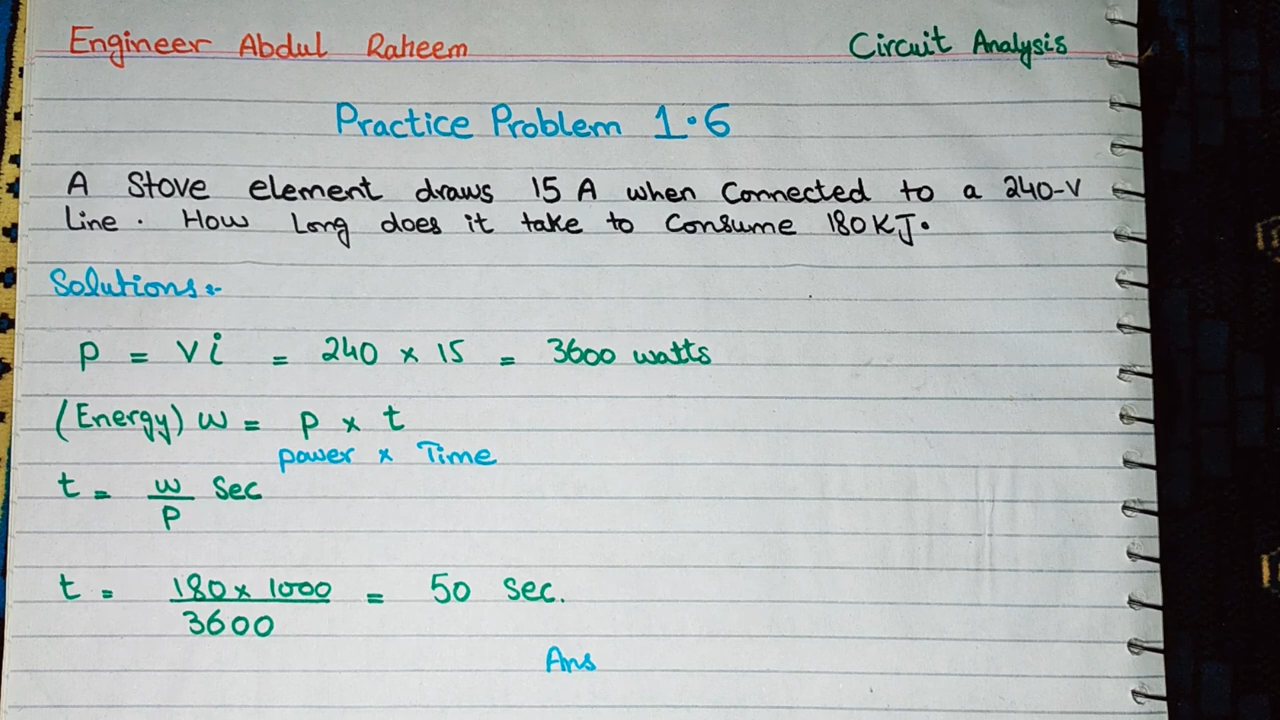 Engineer Abdul Raheem Circuit Analysis
Practice Problem 1.6
A Stove element draws 15 A when Connected to a 240-V
Line. How Long does it take to Consume 180KJ.
Solutions:-
P = Vi = 240 × 15 = 3600 watts
(Energy) w = P × t
power × Time
t = w/P Sec
t = 180 × 1000 / 3600 = 50 Sec.
Ans